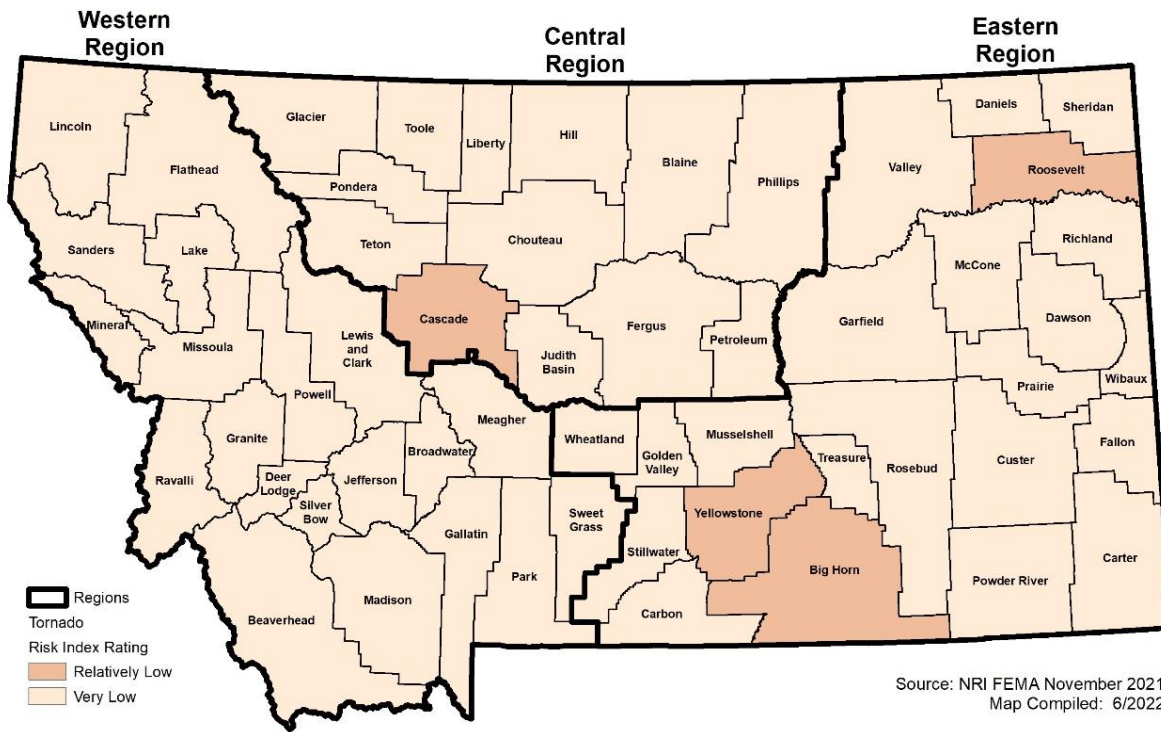 Western
Region
Central
Region
Eastern
Region
Lincoln
Flathead
Glacier
Toole
Liberty
Hill
Blaine
Phillips
Valley
Daniels
Sheridan
Roosevelt
Pondera
Teton
Chouteau
Sanders
Lake
Richland
McCone
Mineral
Missoula
Lewis
and
Clark
Cascade
Judith
Basin
Fergus
Petroleum
Garfield
Dawson
Powell
Prairie
Wibaux
Meagher
Granite
Ravalli
Deer
Lodge
Silver
Bow
Jefferson
Broadwater
Wheatland
Golden
Valley
Musselshell
Treasure
Rosebud
Custer
Fallon
Gallatin
Sweet
Grass
Stillwater
Yellowstone
Big Horn
Park
Carbon
Powder River
Carter
Beaverhead
Madison
Regions
Tornado
Risk Index Rating
Relatively Low
Very Low
Source: NRI FEMA November 2021
Map Compiled: 6/2022